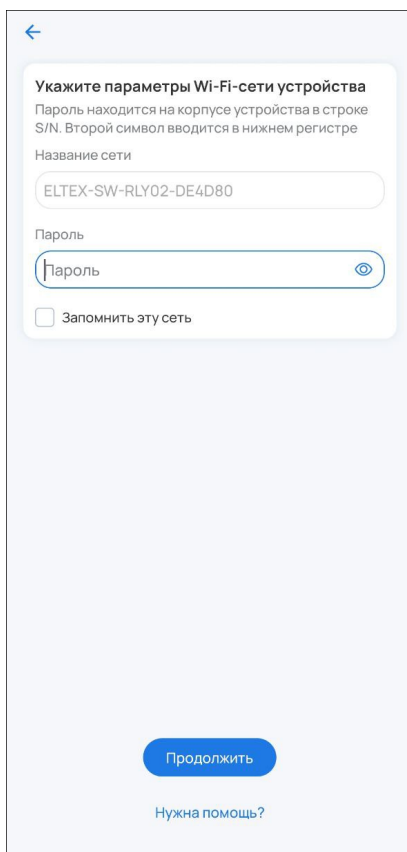 Укажите параметры Wi-Fi-сети устройства
Пароль находится на корпусе устройства в строке
S/N. Второй символ вводится в нижнем регистре
Название сети
ELTEX-SW-RLY02-DE4D80
Пароль
Пароль
Запомнить эту сеть
Продолжить
Нужна помощь?